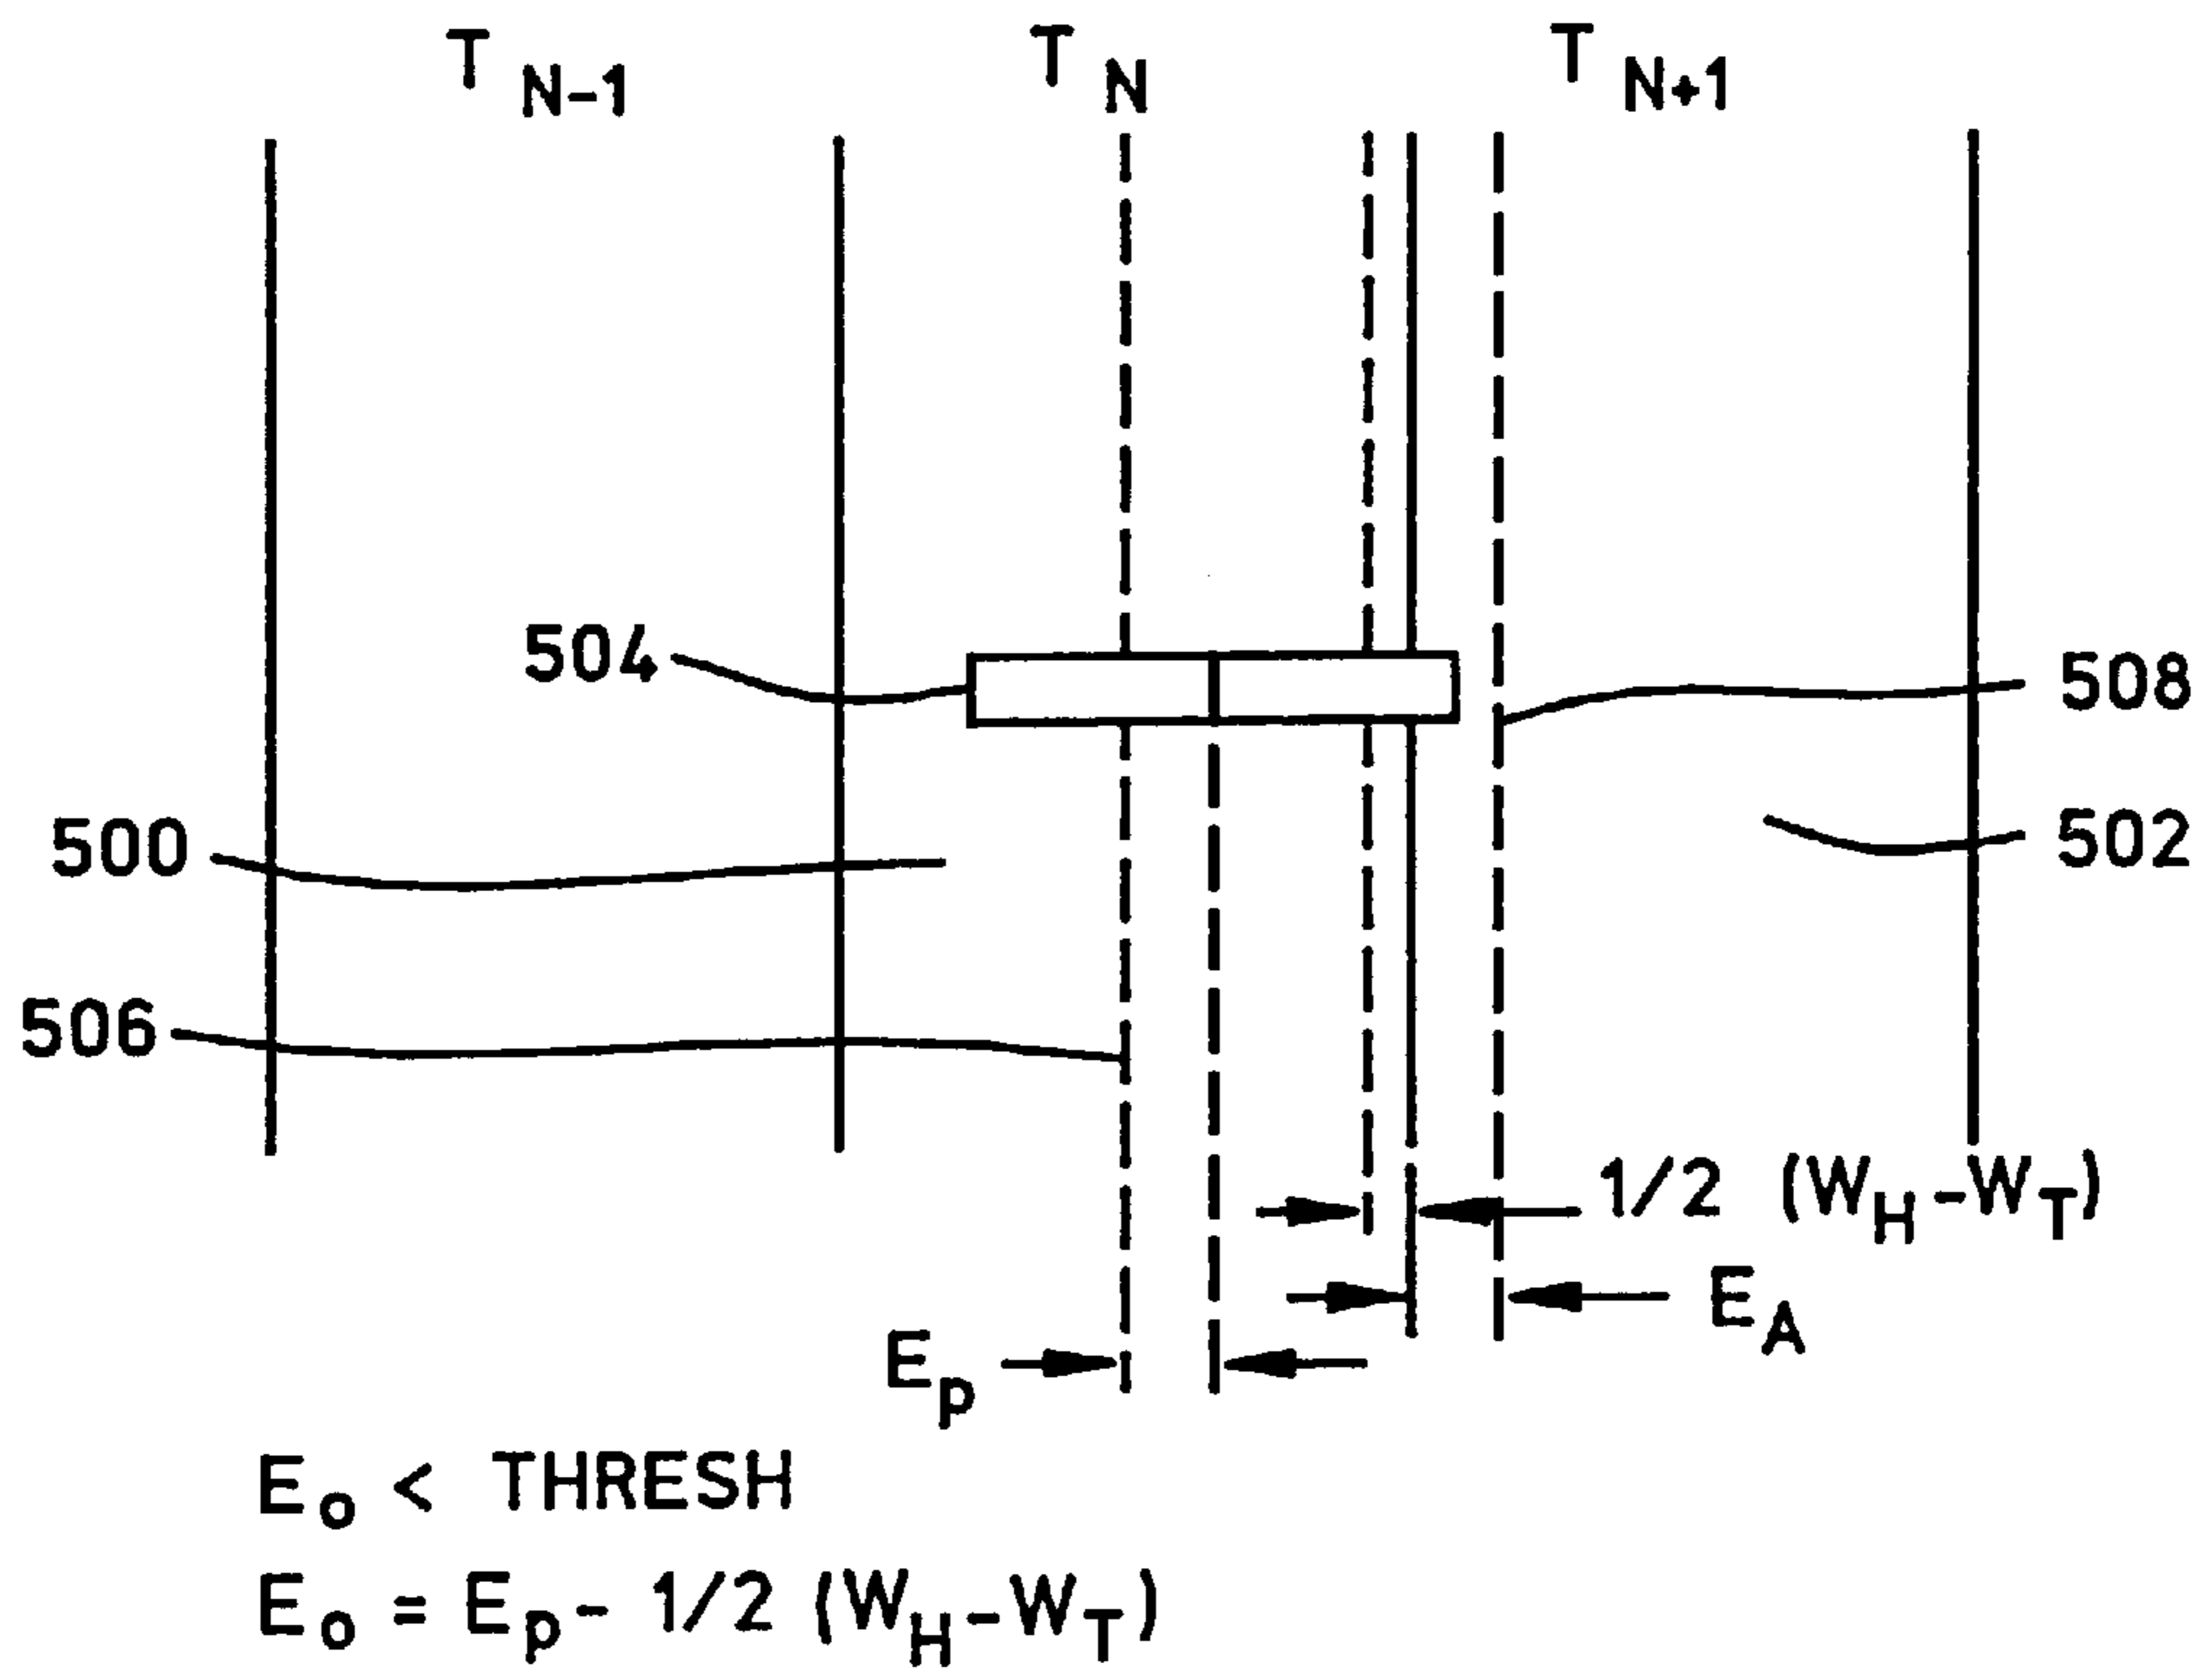 T N-1
T N
T N+1
504
508
500
502
506
1/2 (WH-WT)
EA
Ep
Eo < THRESH
Eo = Ep- 1/2 (WH-WT)